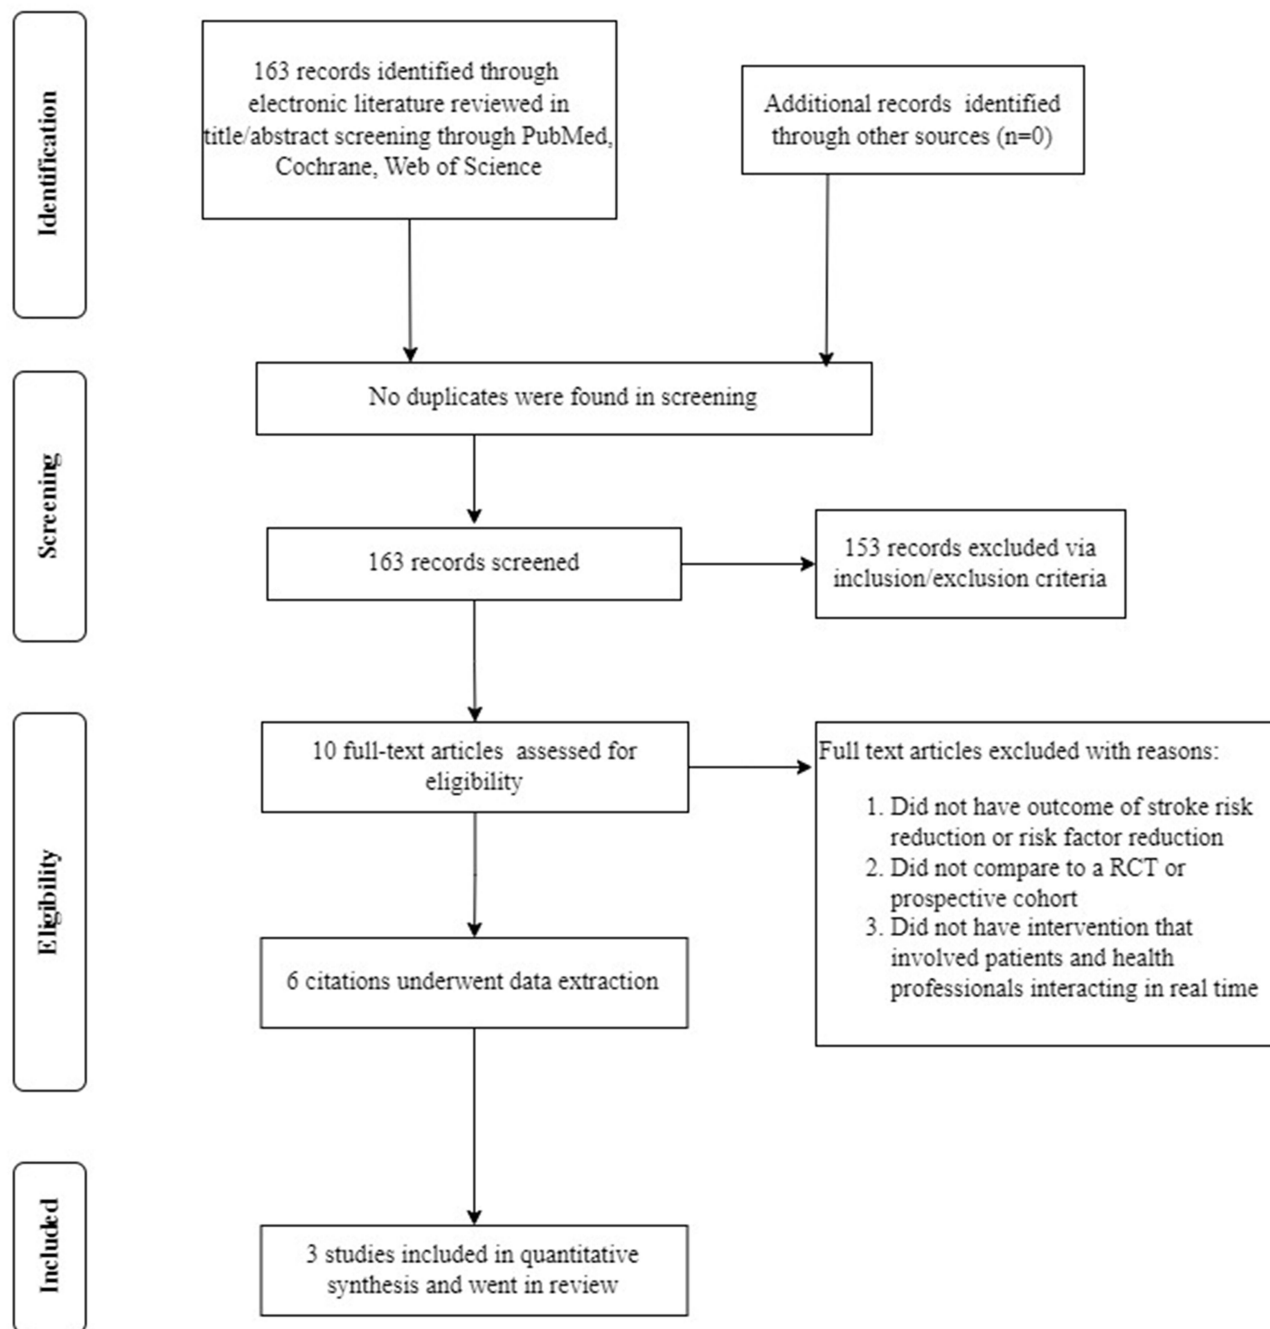 Identification
163 records identified through
electronic literature reviewed in
title/abstract screening through PubMed,
Cochrane, Web of Science
Additional records identified
through other sources (n=0)
Screening
No duplicates were found in screening
163 records screened
153 records excluded via
inclusion/exclusion criteria
Eligibility
10 full-text articles assessed for
eligibility
Full text articles excluded with reasons:
1. Did not have outcome of stroke risk
reduction or risk factor reduction
2. Did not compare to a RCT or
prospective cohort
3. Did not have intervention that
involved patients and health
professionals interacting in real time
6 citations underwent data extraction
Included
3 studies included in quantitative
synthesis and went in review